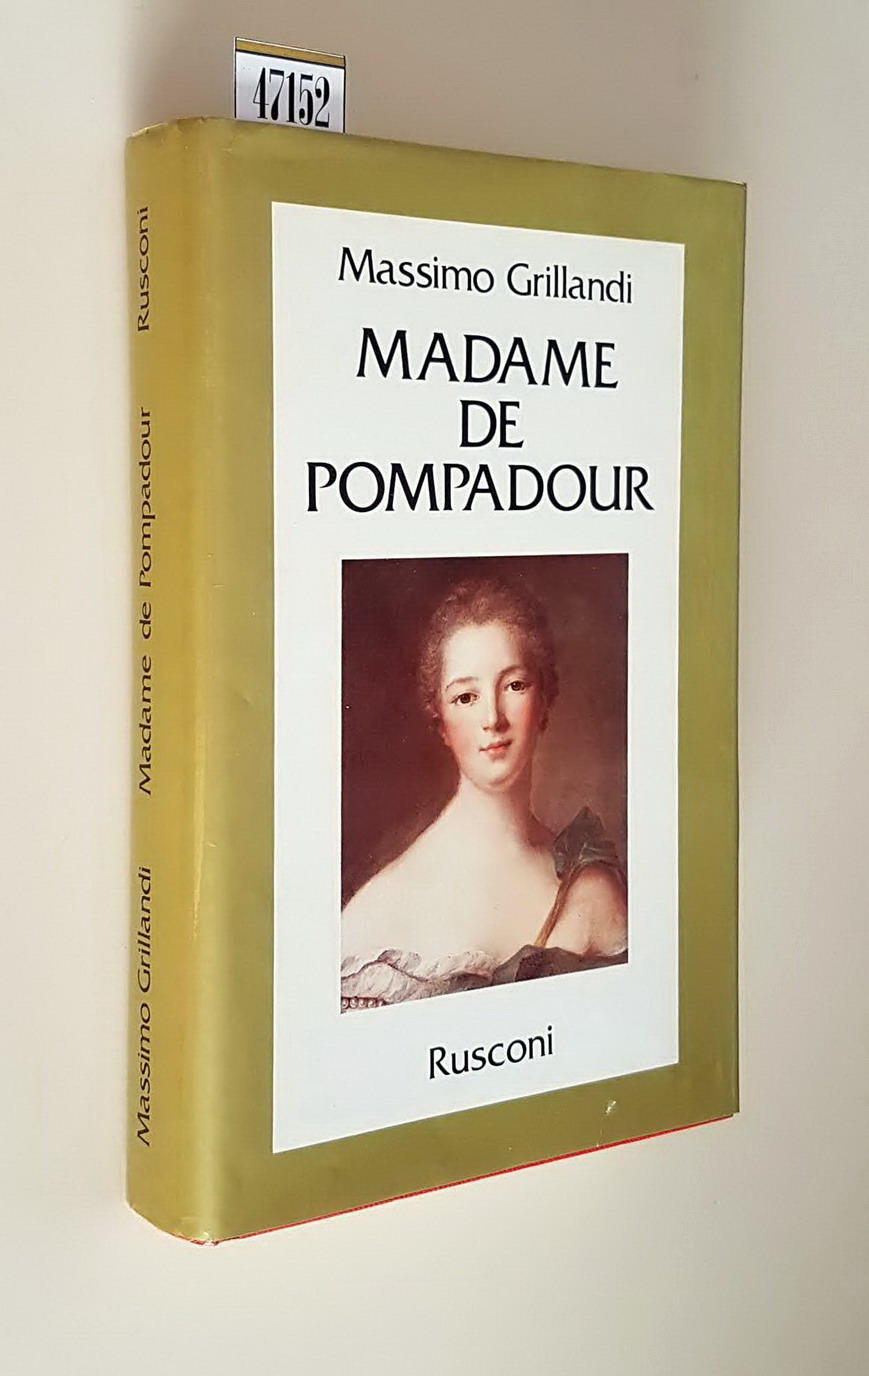 47152
Massimo Grillandi
MADAME
DE
POMPADOUR
Rusconi
Massimo Grillandi Madame de Pompadour Rusconi